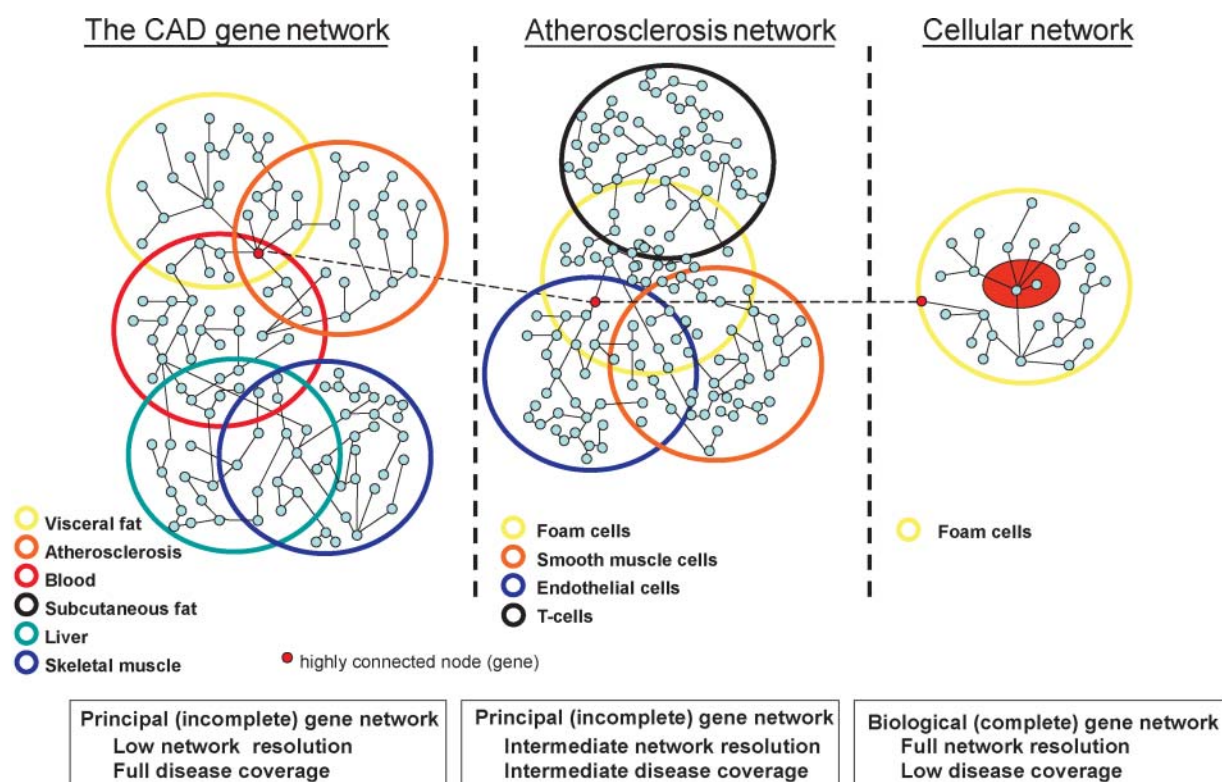 The CAD gene network
Atherosclerosis network
Cellular network
Visceral fat
Atherosclerosis
Blood
Subcutaneous fat
Liver
Skeletal muscle
highly connected node (gene)
Foam cells
Smooth muscle cells
Endothelial cells
T-cells
Foam cells
Principal (incomplete) gene network
Low network resolution
Full disease coverage
Principal (incomplete) gene network
Intermediate network resolution
Intermediate disease coverage
Biological (complete) gene network
Full network resolution
Low disease coverage